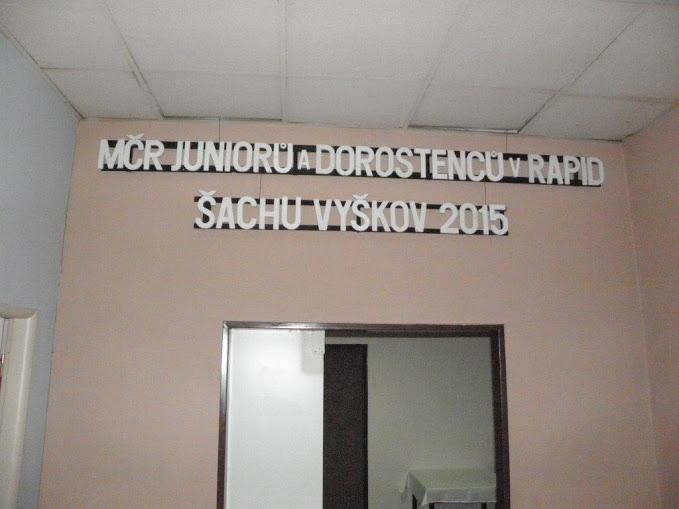 MČR JUNIORŮ A DOROSTENCŮ V RAPID
ŠACHU VYŠKOV 2015